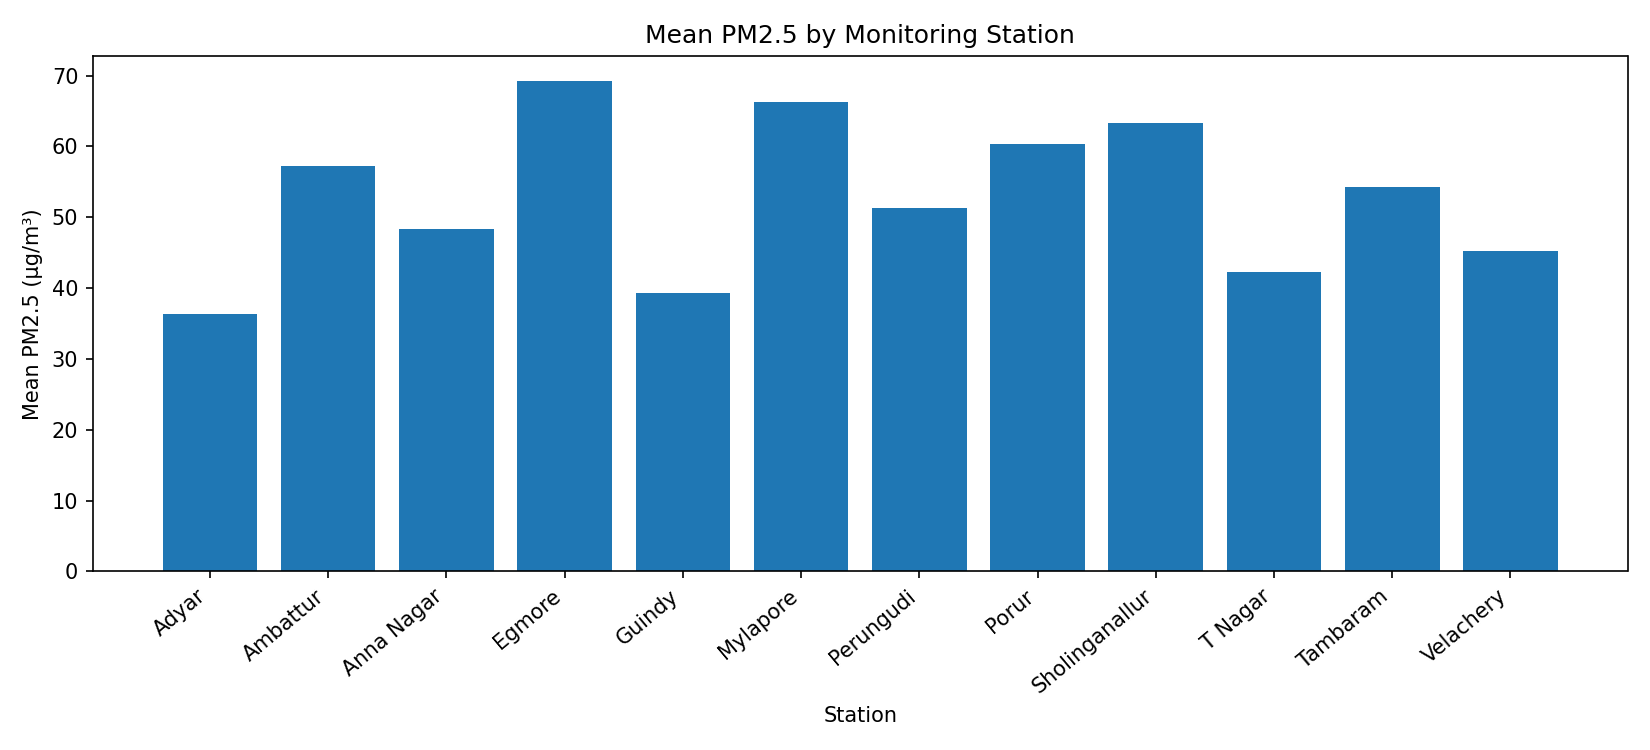 Mean PM2.5 by Monitoring Station
Mean PM2.5 (µg/m³)
70
60
50
40
30
20
10
0
Adyar
Ambattur
Anna Nagar
Egmore
Guindy
Mylapore
Perungudi
Porur
Sholinganallur
T Nagar
Tambaram
Velachery
Station